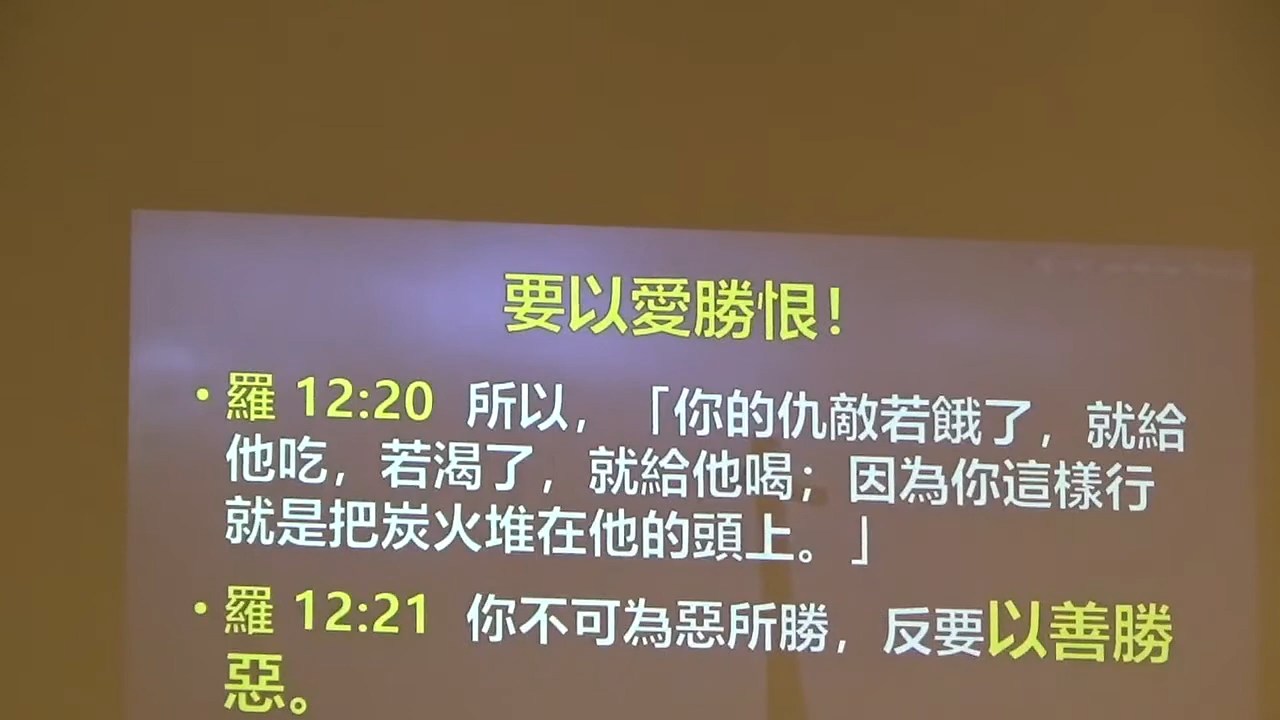 要以愛勝恨！
• 羅 12:20 所以，「你的仇敵若餓了，就給
他吃，若渴了，就給他喝；因為你這樣行
就是把炭火堆在他的頭上。」
• 羅 12:21 你不可為惡所勝，反要以善勝
惡。